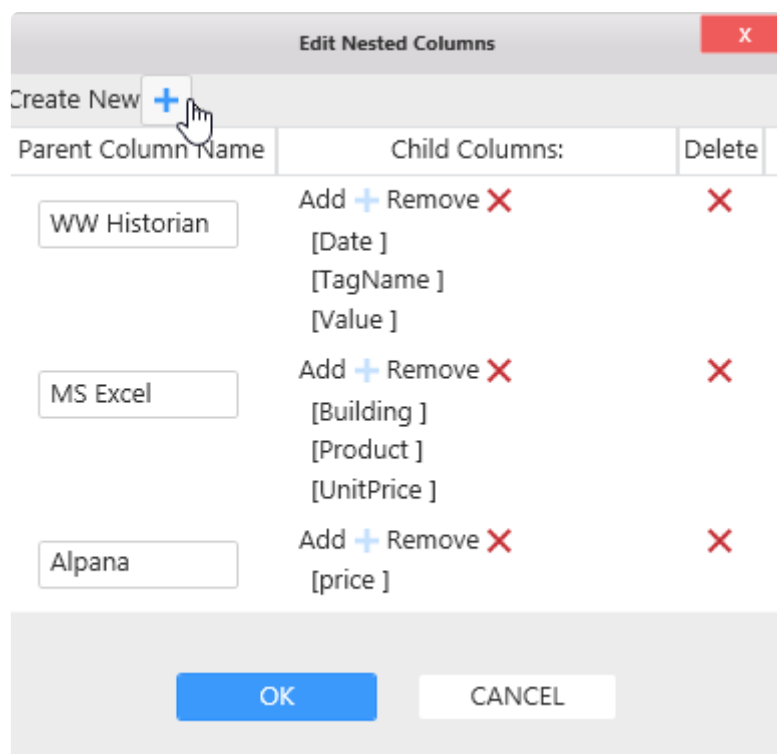 Edit Nested Columns
X
Create New
Parent Column Name Child Columns: Delete
WW Historian
Add Remove
[Date ]
[TagName ]
[Value ]
MS Excel
Add Remove
[Building ]
[Product ]
[UnitPrice ]
Alpana
Add Remove
[price ]
OK CANCEL